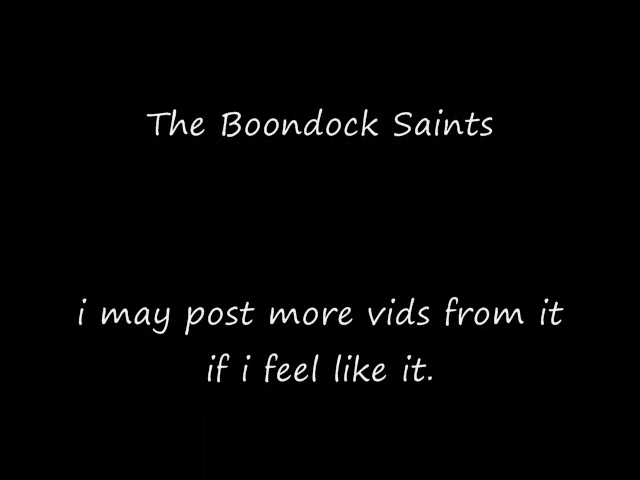 The Boondock Saints
i may post more vids from it
if i feel like it.